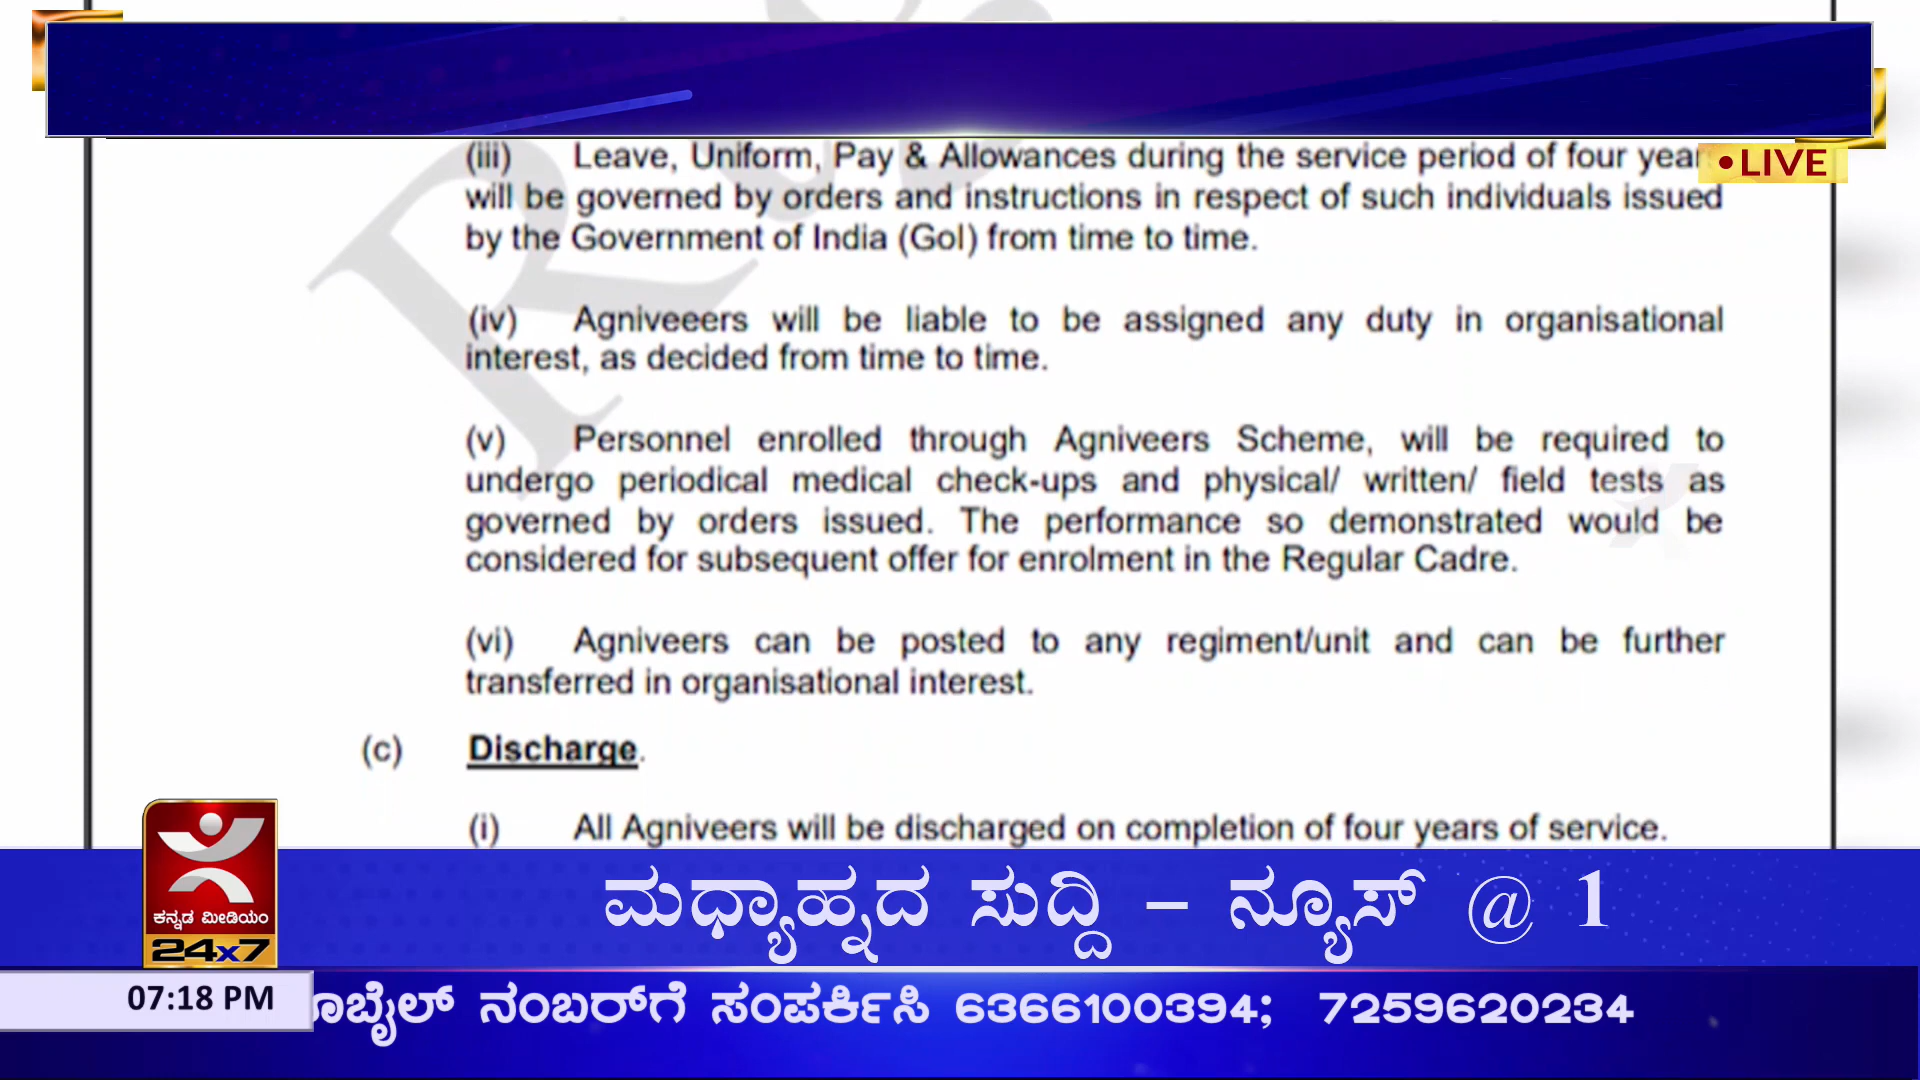 (iii) Leave, Uniform, Pay & Allowances during the service period of four
• LIVE
will be governed by orders and instructions in respect of such individuals issued
by the Government of India (GoI) from time to time.
(iv) Agniveeers will be liable to be assigned any duty in organisational
interest, as decided from time to time.
(v) Personnel enrolled through Agniveers Scheme, will be required to
undergo periodical medical check-ups and physical/ written/ field tests as
governed by orders issued. The performance so demonstrated would be
considered for subsequent offer for enrolment in the Regular Cadre.
(vi) Agniveers can be posted to any regiment/unit and can be further
transferred in organisational interest.
(c) Discharge.
(i) All Agniveers will be discharged on completion of four years of service.
ಮಧ್ಯಾಹ್ನದ ಸುದ್ದಿ – ನ್ಯೂಸ್ @ 1
ಕನ್ನಡ ಮೀಡಿಯಂ
24x7
07:18 PM
ನಂಬರ್‌ಗೆ ಸಂಪರ್ಕಿಸಿ 6366100394; 7259620234